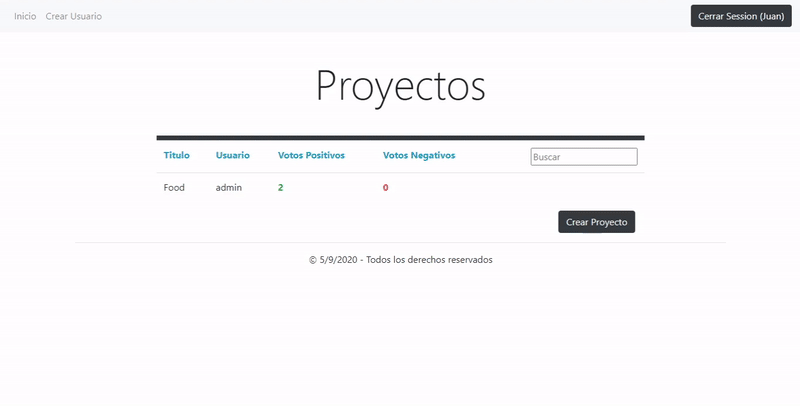 Inicio Crear Usuario Cerrar Session (Juan)
Proyectos
Titulo Usuario Votos Positivos Votos Negativos Buscar
Food admin 2 0
Crear Proyecto
© 5/9/2020 - Todos los derechos reservados